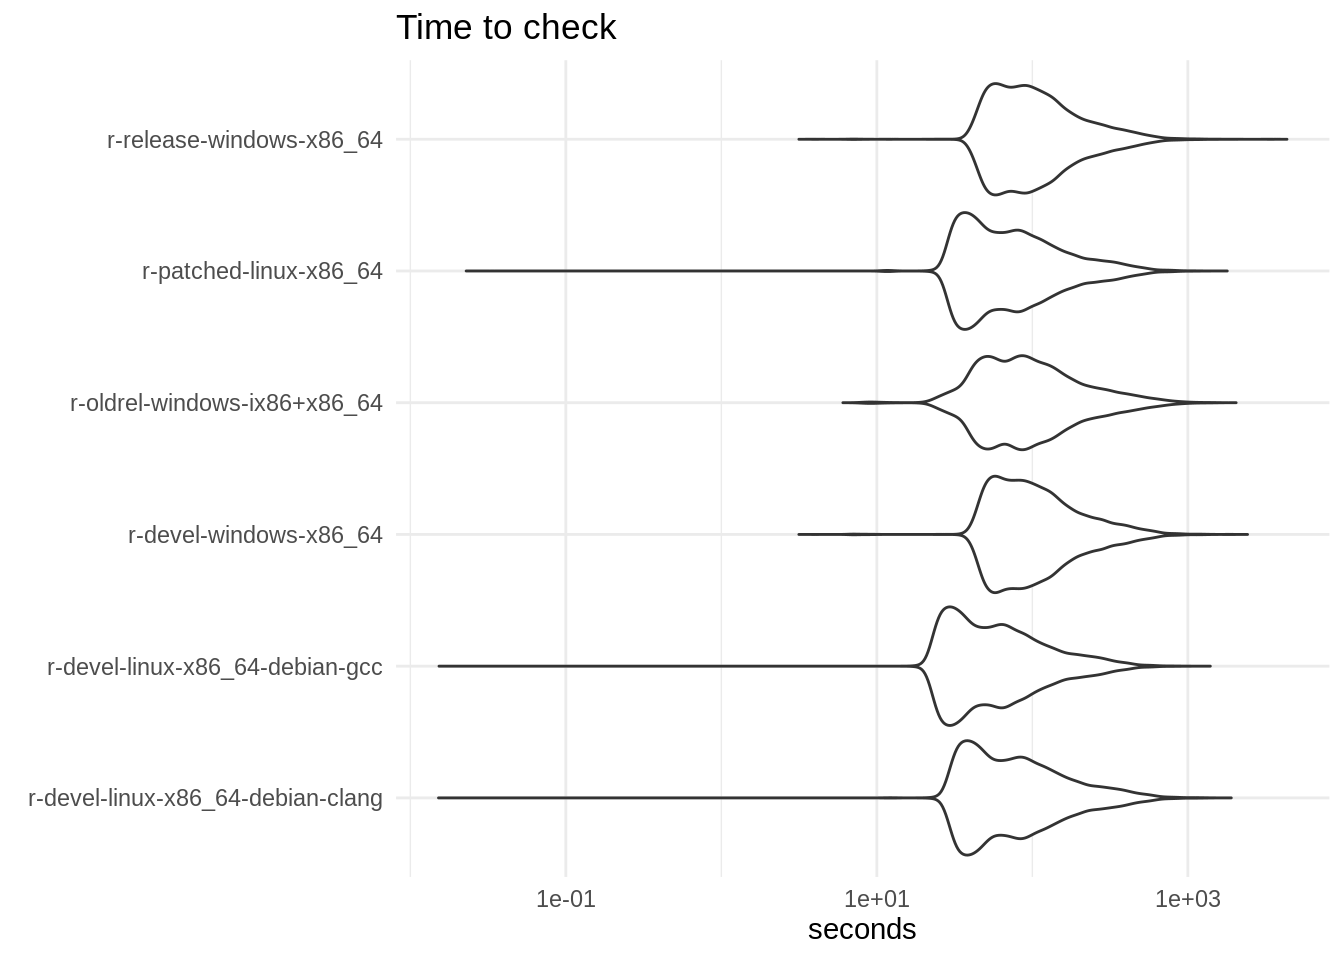 Time to check
r-release-windows-x86_64
r-patched-linux-x86_64
r-oldrel-windows-ix86+x86_64
r-devel-windows-x86_64
r-devel-linux-x86_64-debian-gcc
r-devel-linux-x86_64-debian-clang
1e-01 1e+01 1e+03
seconds